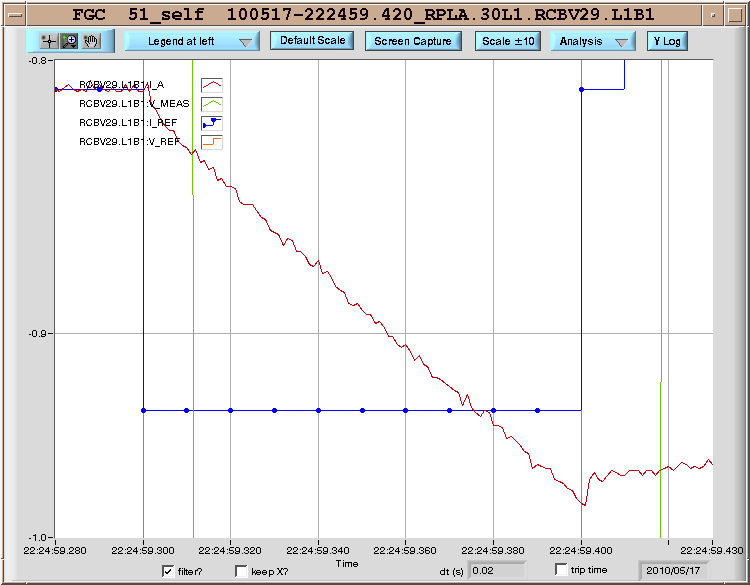 FGC 51_self 100517-222459.420_RPLA.30L1.RCBV29.L1B1
Legend at left
Default Scale
Screen Capture
Scale ±10
Analysis
Y Log
-0.8
RCBV29.L1B1:I_A
RCBV29.L1B1:V_MEAS
RCBV29.L1B1:I_REF
RCBV29.L1B1:V_REF
-0.9
-1.0
22:24:59.280 22:24:59.300 22:24:59.320 22:24:59.340 22:24:59.360 22:24:59.380 22:24:59.400 22:24:59.430
Time
filter?
keep X?
dt (s) 0.02
trip time
2010/05/17